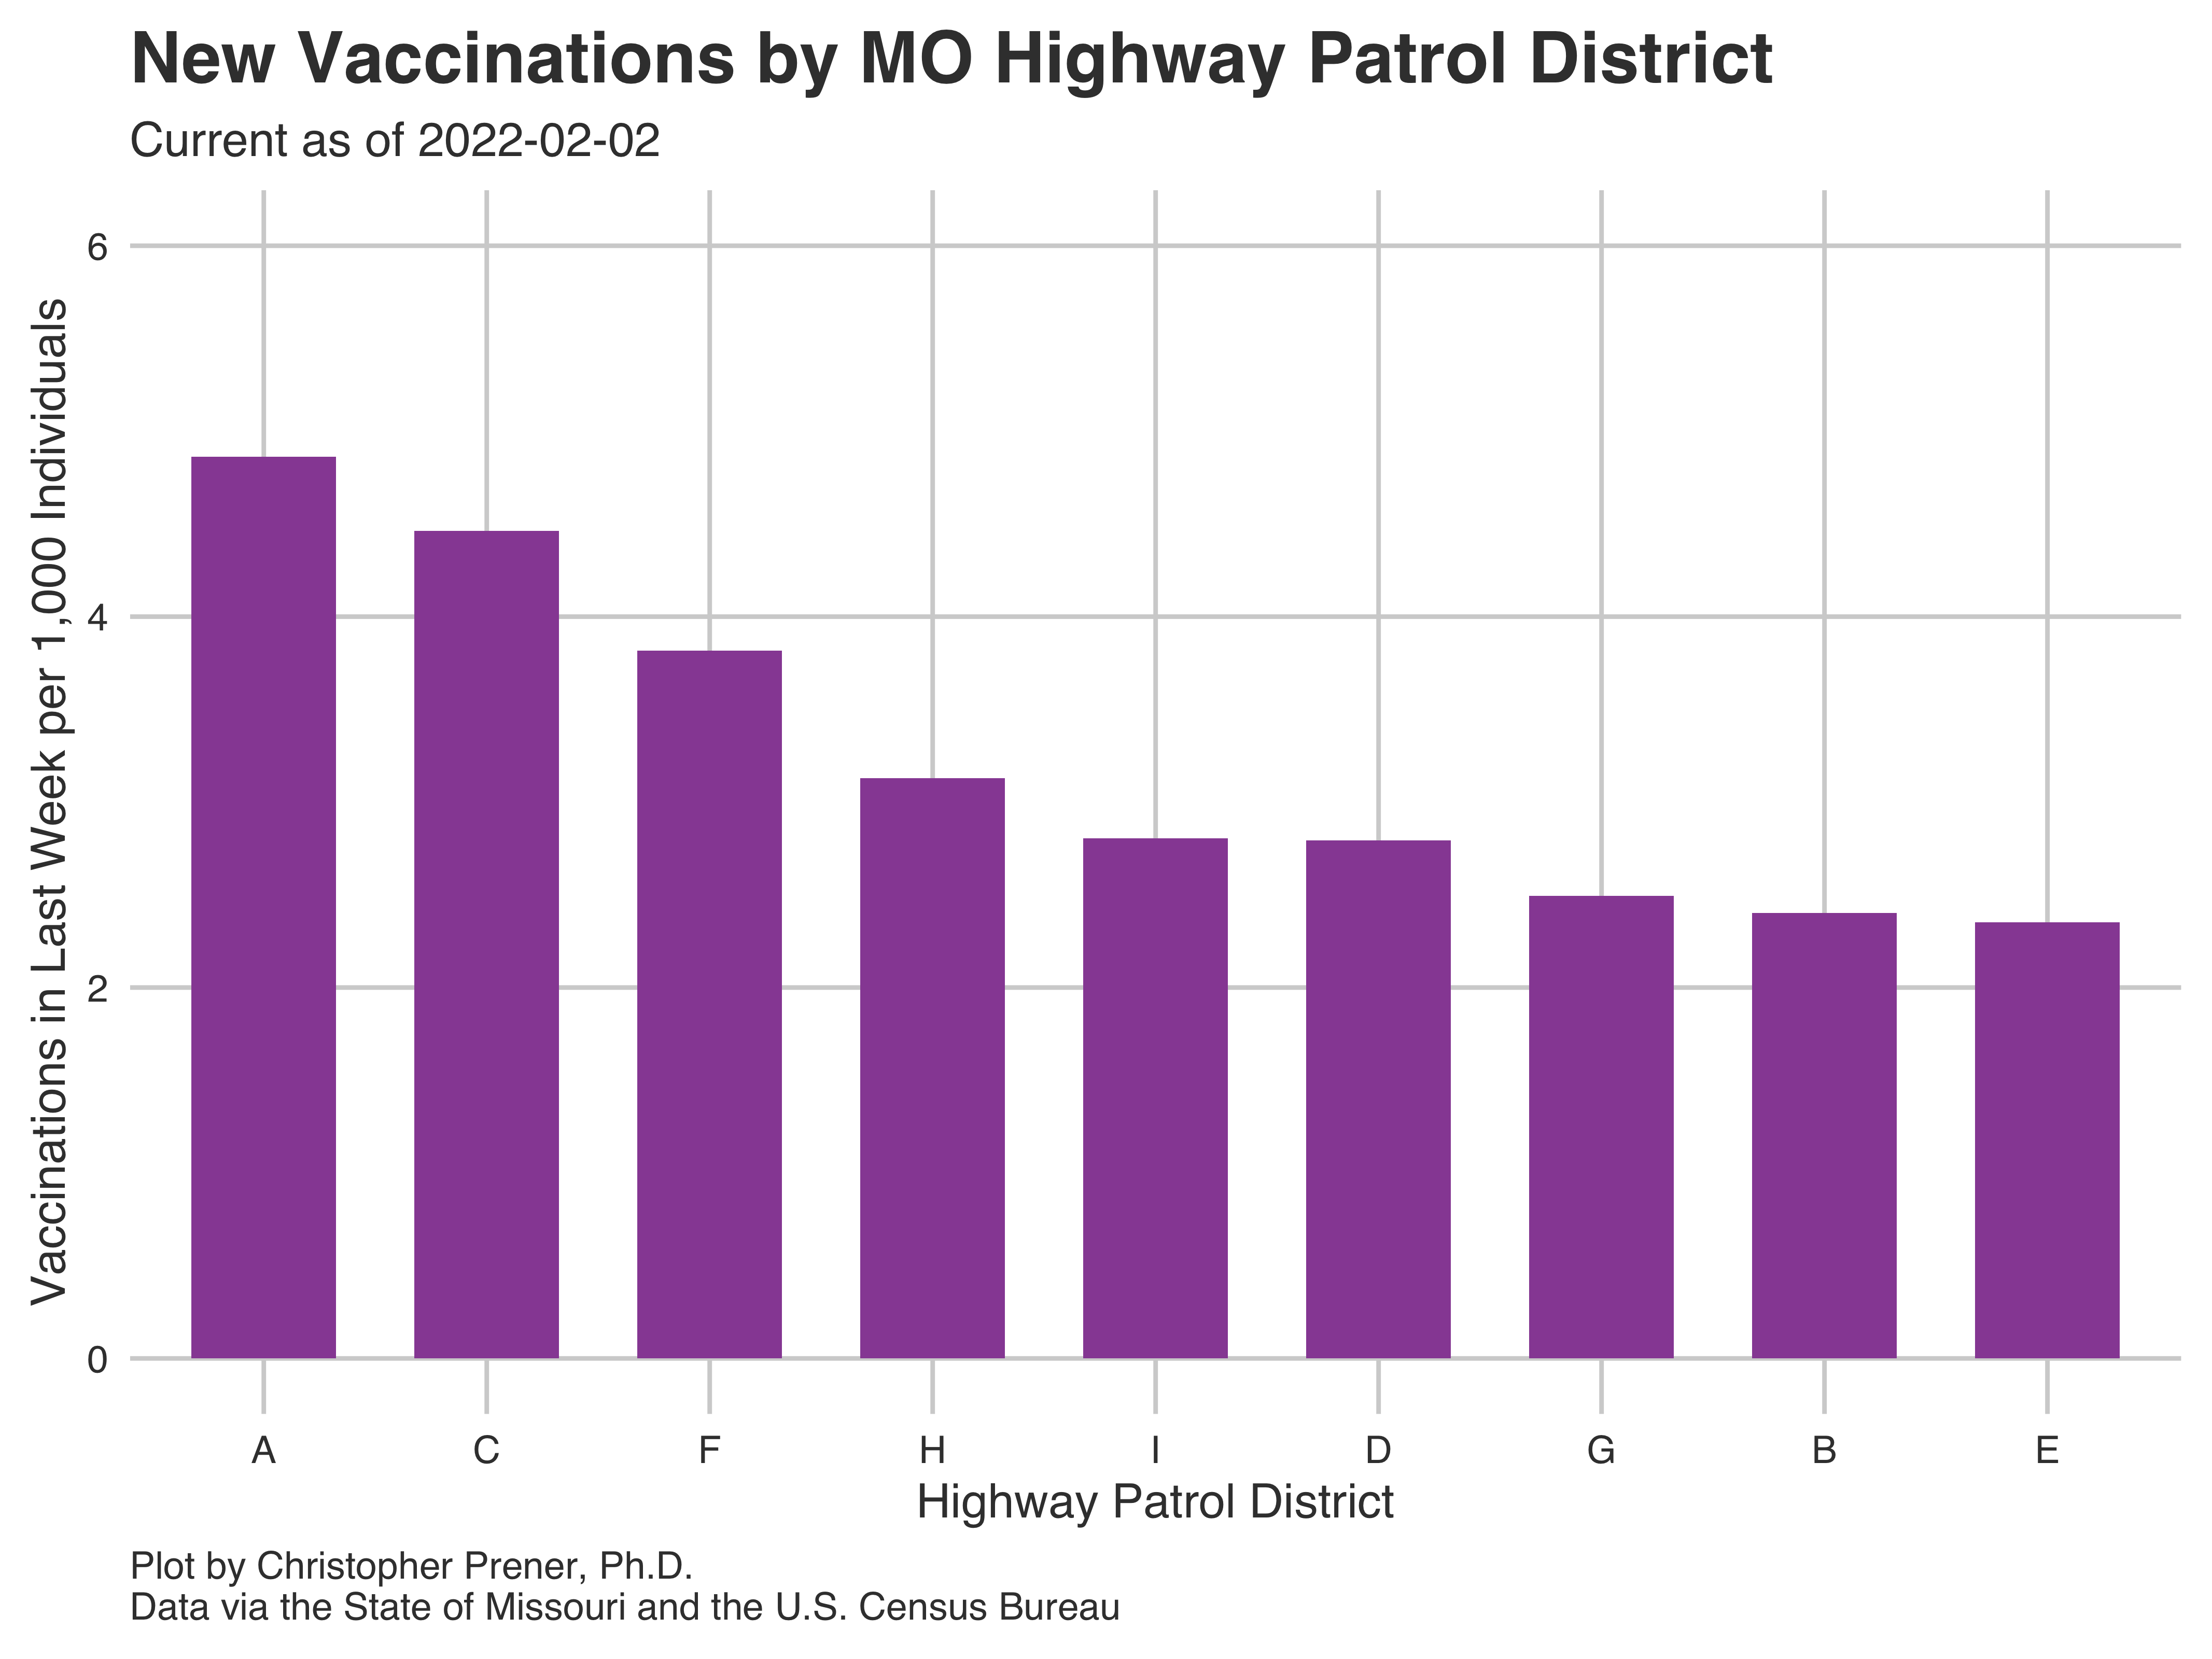 New Vaccinations by MO Highway Patrol District
Current as of 2022-02-02
Vaccinations in Last Week per 1,000 Individuals
6
4
2
0
A C F H I D G B E
Highway Patrol District
Plot by Christopher Prener, Ph.D.
Data via the State of Missouri and the U.S. Census Bureau